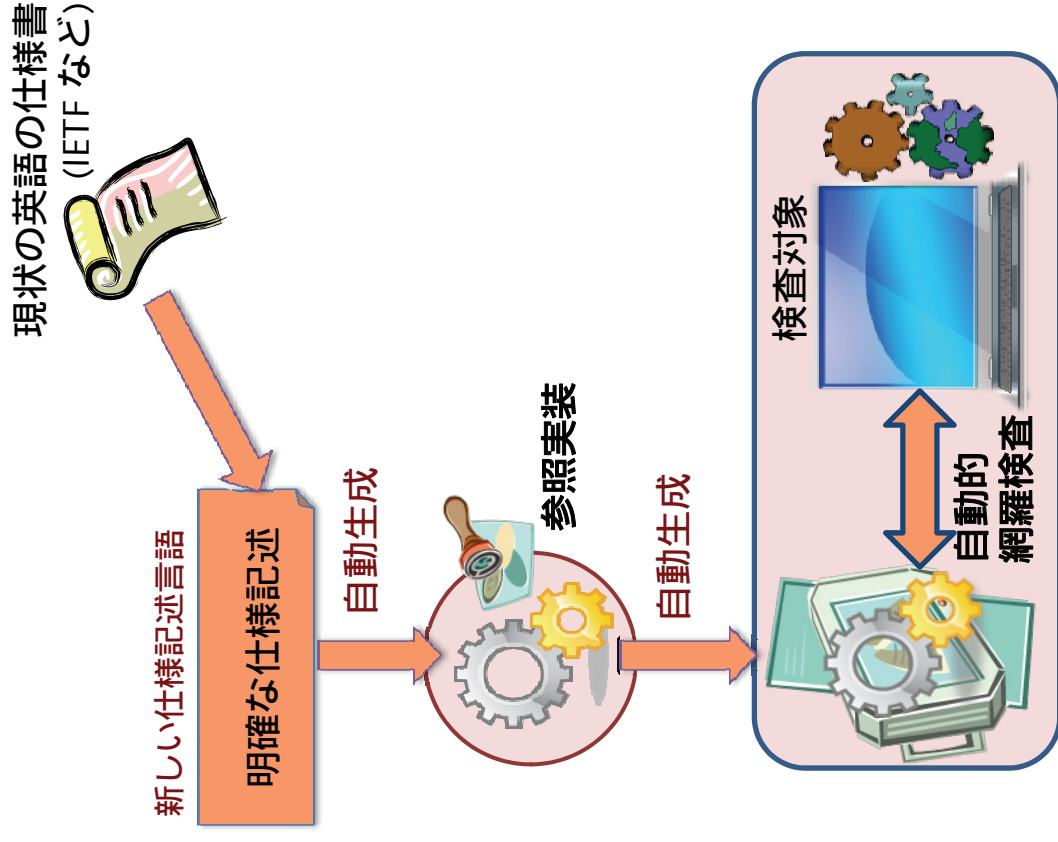 現状の英語の仕様書
(IETF など)
新しい仕様記述言語
明確な仕様記述
自動生成
参照実装
自動生成
検査対象
自動的
網羅検査